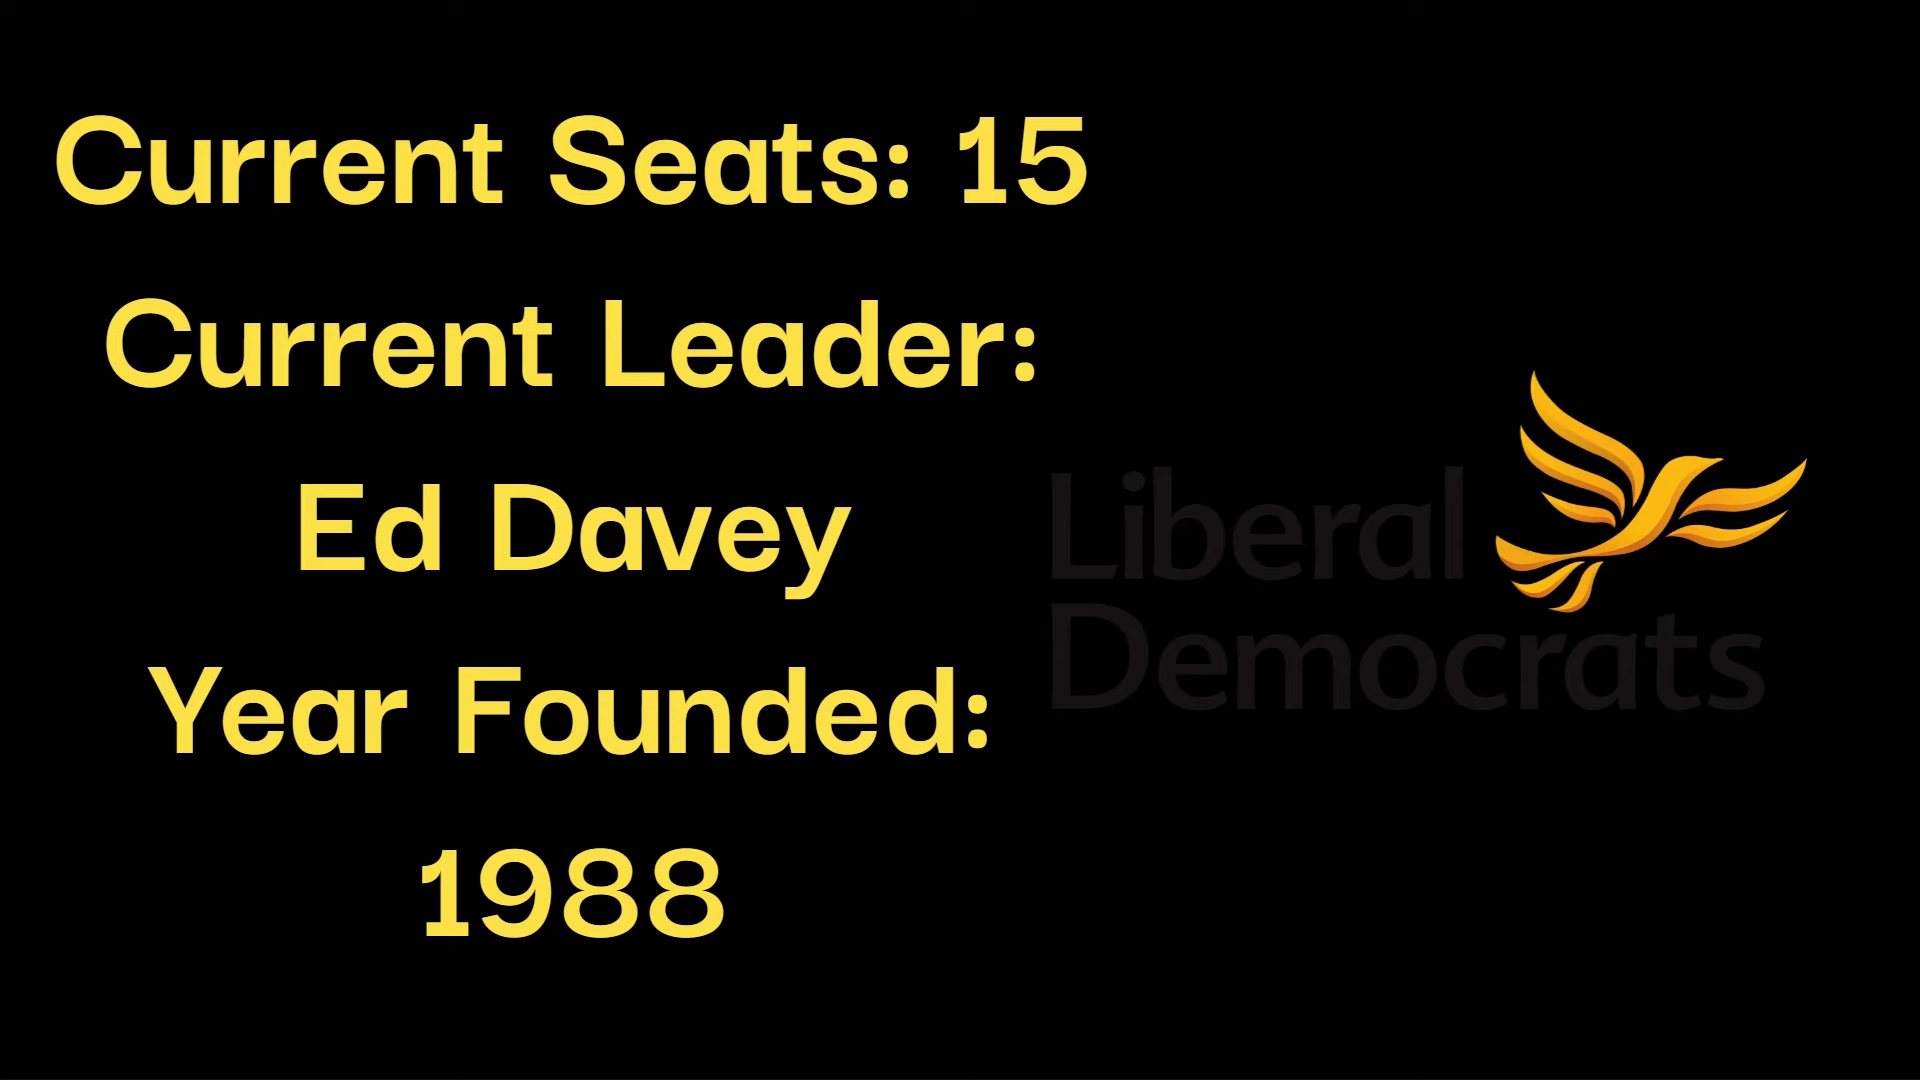 Current Seats: 15
Current Leader:
Ed Davey
Year Founded:
1988
Liberal
Democrats